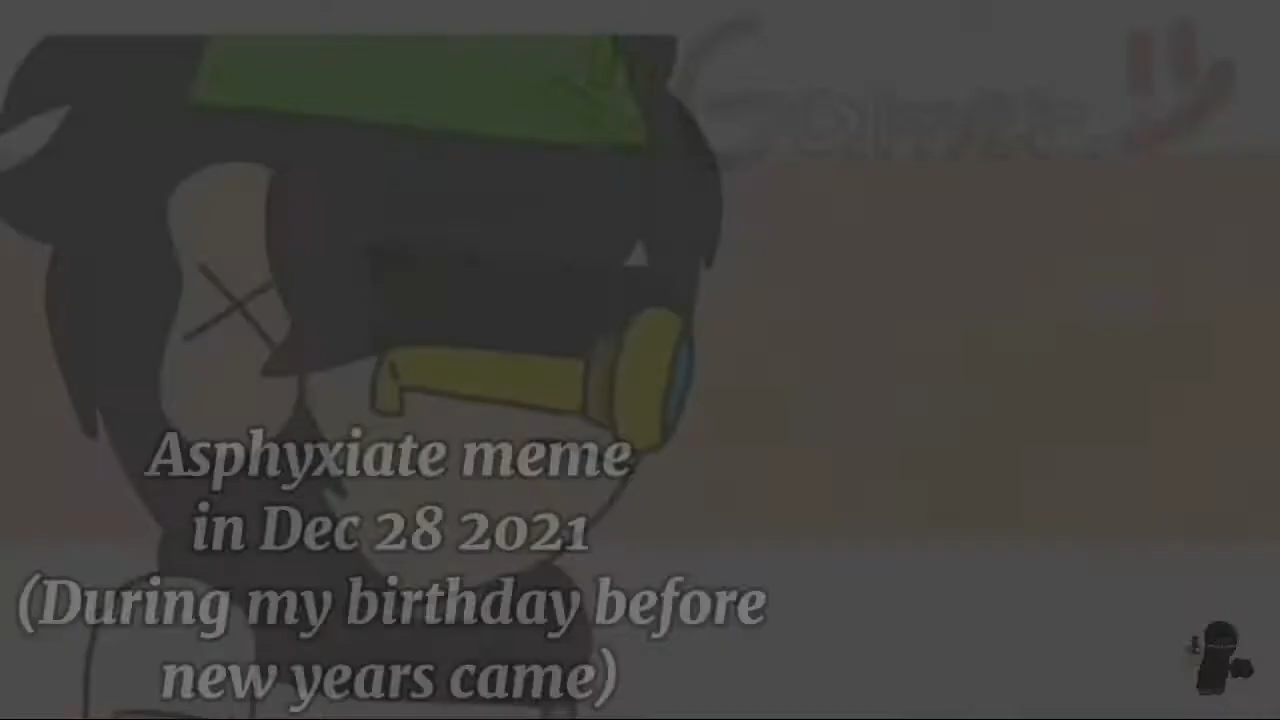 Asphyxiate meme
in Dec 28 2021
(During my birthday before
new years came)